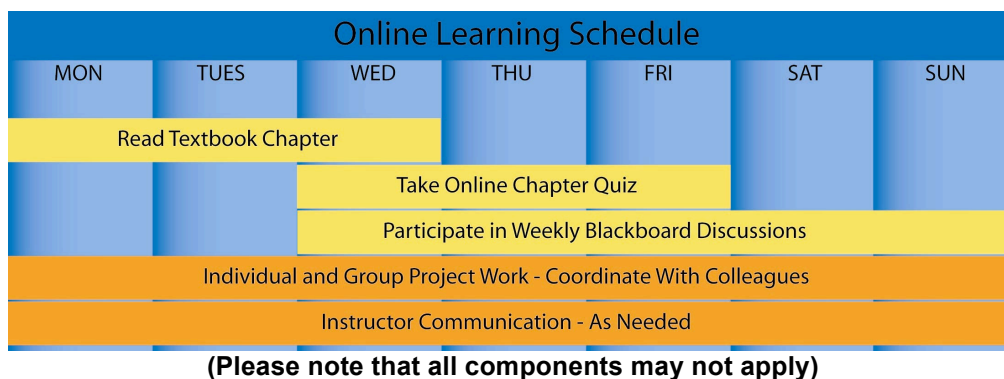 Online Learning Schedule
MON TUES WED THU FRI SAT SUN
Read Textbook Chapter
Take Online Chapter Quiz
Participate in Weekly Blackboard Discussions
Individual and Group Project Work - Coordinate With Colleagues
Instructor Communication - As Needed
(Please note that all components may not apply)